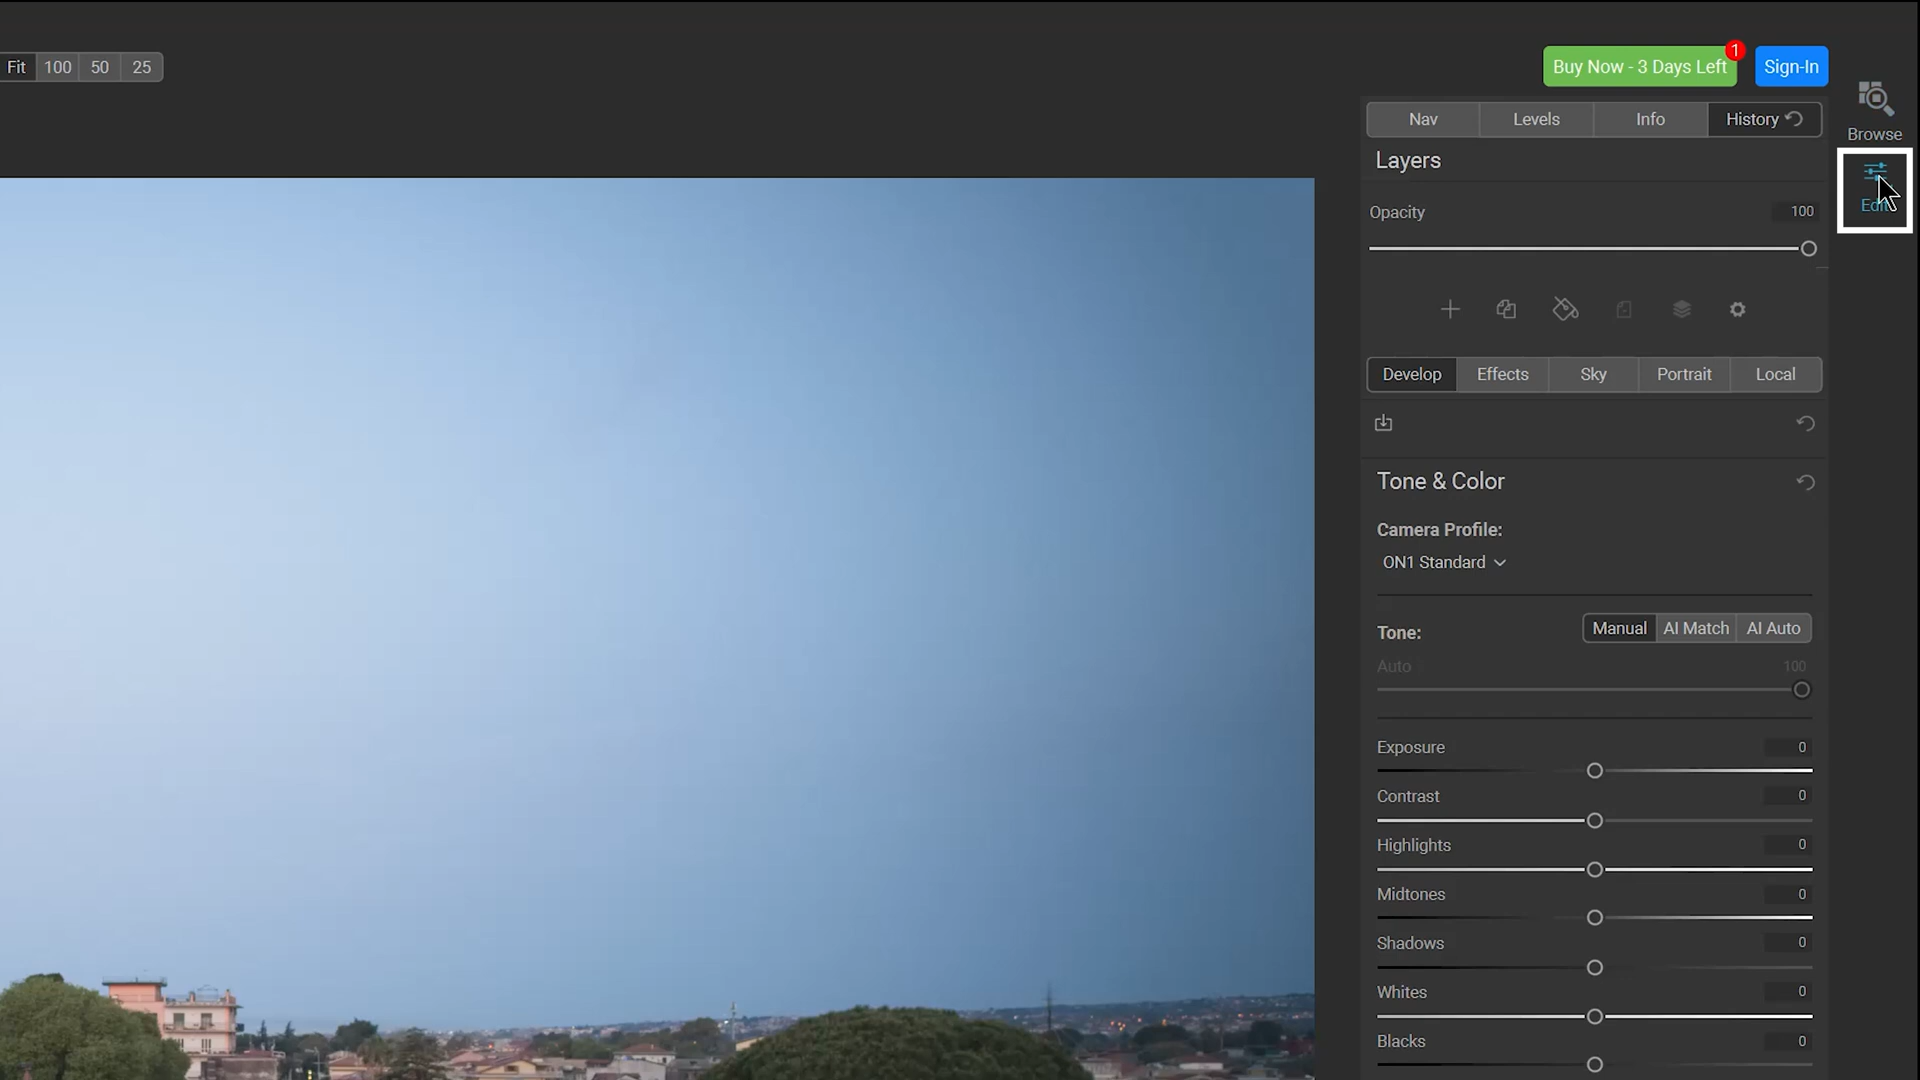 Fit 100 50 25
Buy Now - 3 Days Left 1 Sign-In
Browse
Edit
Nav Levels Info History
Layers
Opacity 100
Develop Effects Sky Portrait Local
Tone & Color
Camera Profile:
ON1 Standard
Tone: Manual AI Match AI Auto
Auto 100
Exposure 0
Contrast 0
Highlights 0
Midtones 0
Shadows 0
Whites 0
Blacks 0